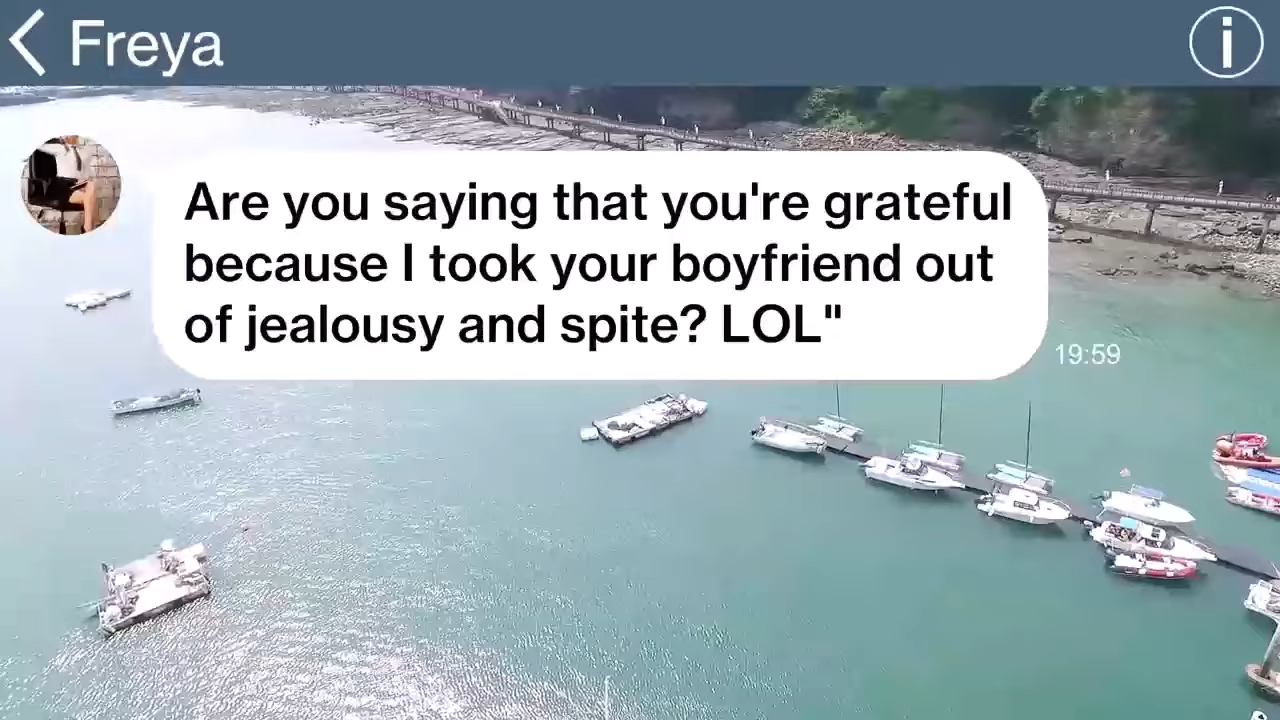 Freya
Are you saying that you're grateful
because I took your boyfriend out
of jealousy and spite? LOL"
19:59